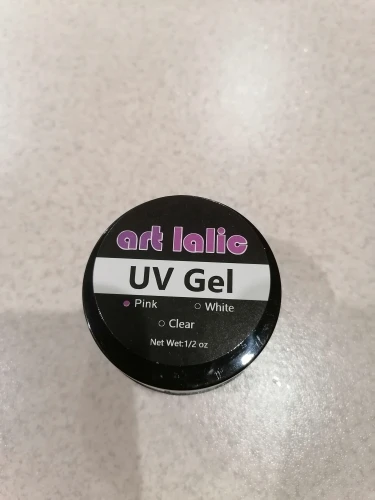 art lalic
UV Gel
Pink White
Clear
Net Wet:1/2 oz